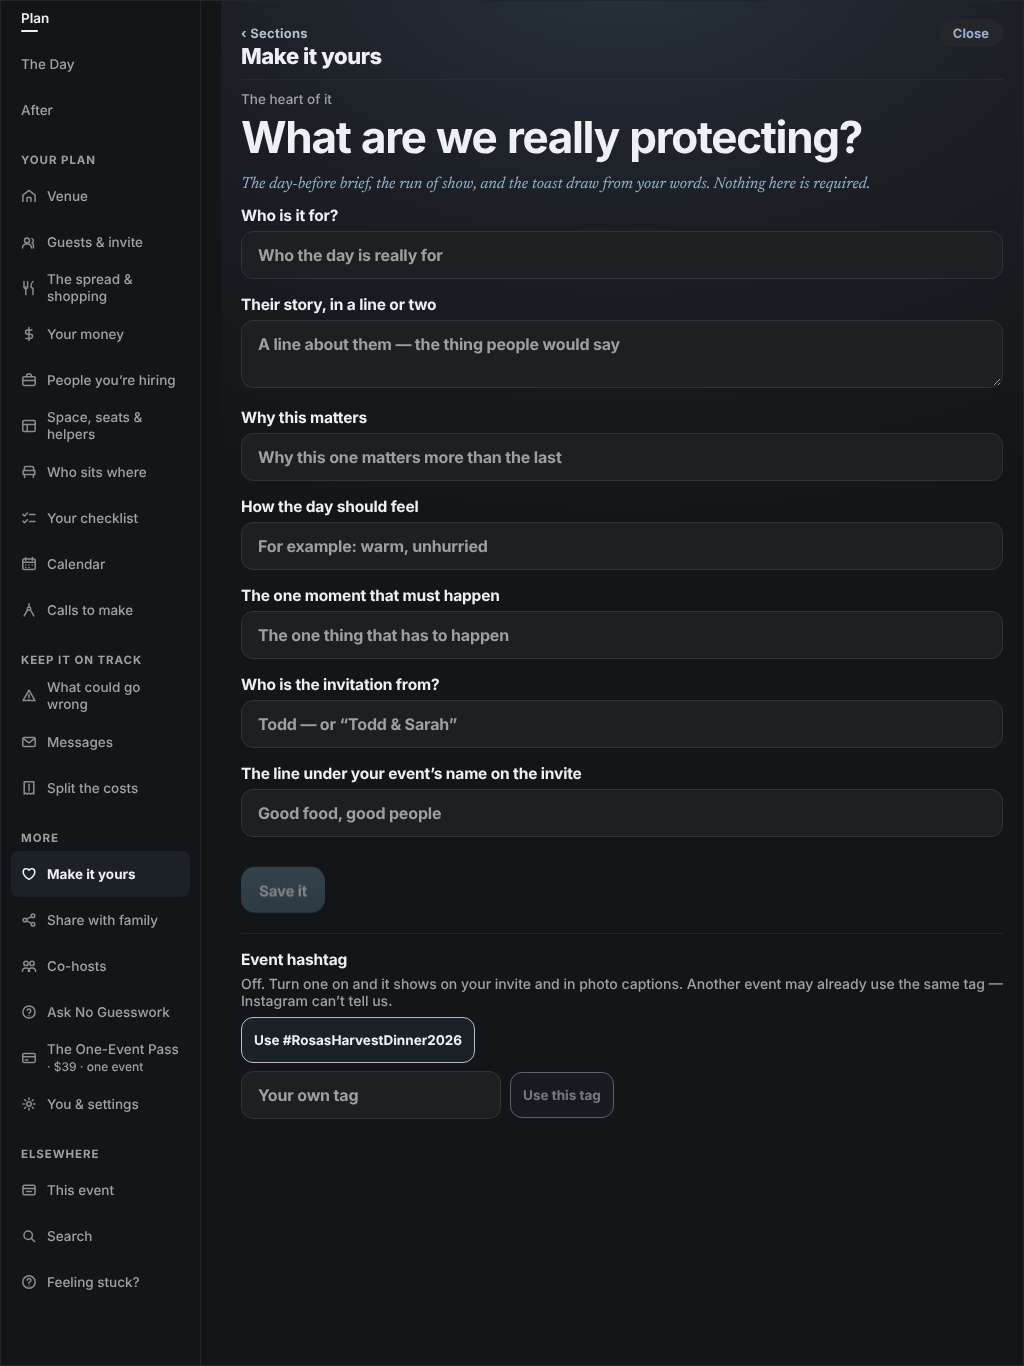 Plan
The Day
After
YOUR PLAN
Venue
Guests & invite
The spread &
shopping
Your money
People you’re hiring
Space, seats &
helpers
Who sits where
Your checklist
Calendar
Calls to make
KEEP IT ON TRACK
What could go
wrong
Messages
Split the costs
MORE
Make it yours
Share with family
Co-hosts
Ask No Guesswork
The One-Event Pass
· $39 · one event
You & settings
ELSEWHERE
This event
Search
Feeling stuck?
‹ Sections
Close
Make it yours
The heart of it
What are we really protecting?
The day-before brief, the run of show, and the toast draw from your words. Nothing here is required.
Who is it for?
Who the day is really for
Their story, in a line or two
A line about them — the thing people would say
Why this matters
Why this one matters more than the last
How the day should feel
For example: warm, unhurried
The one moment that must happen
The one thing that has to happen
Who is the invitation from?
Todd — or “Todd & Sarah”
The line under your event’s name on the invite
Good food, good people
Save it
Event hashtag
Off. Turn one on and it shows on your invite and in photo captions. Another event may already use the same tag —
Instagram can’t tell us.
Use #RosasHarvestDinner2026
Your own tag
Use this tag